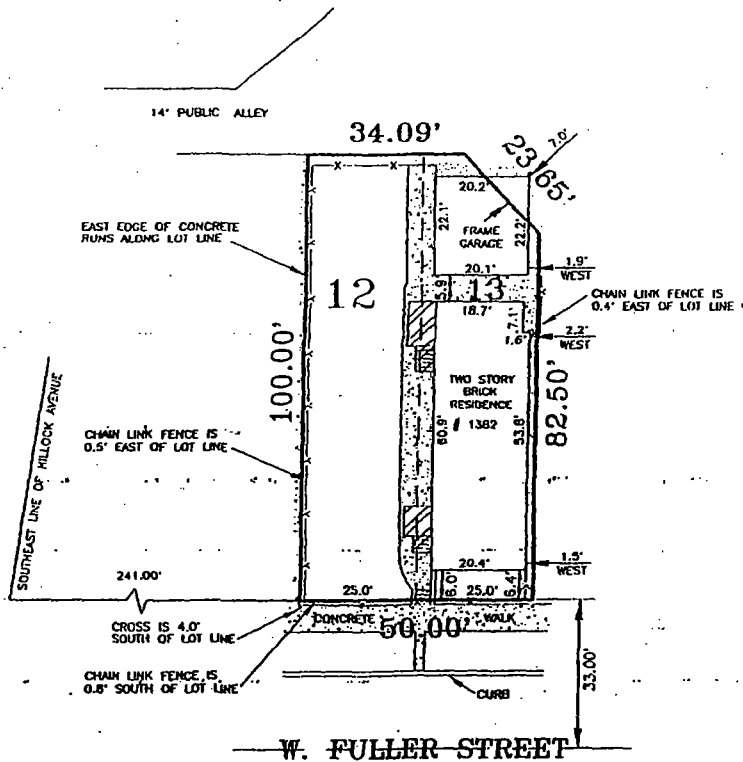 14' PUBLIC ALLEY
34.09'
23.65'
7.0'
20.2'
22.1'
22.2'
FRAME
GARAGE
EAST EDGE OF CONCRETE
RUNS ALONG LOT LINE
20.1'
1.9'
WEST
12
5.9
13
CHAIN LINK FENCE IS
0.4' EAST OF LOT LINE
18.7'
7.1'
1.6'
2.2'
WEST
100.00'
TWO STORY
BRICK
RESIDENCE
# 1382
60.9'
53.8'
82.50'
SOUTHEAST LINE OF HILLOCK AVENUE
CHAIN LINK FENCE IS
0.5' EAST OF LOT LINE
241.00'
20.4'
1.5'
WEST
25.0'
6.0'
25.0'
6.4'
CROSS IS 4.0'
SOUTH OF LOT LINE
CONCRETE
50.00'
WALK
CHAIN LINK FENCE IS
0.8' SOUTH OF LOT LINE
CURB
33.00'
W. FULLER STREET